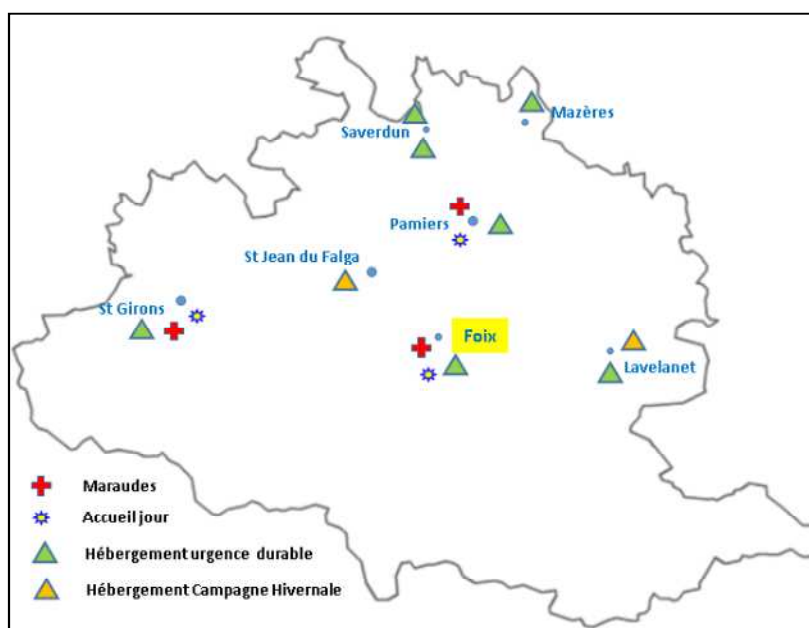 Mazères
Saverdun
Pamiers
St Jean du Falga
St Girons
Foix
Lavelanet
Maraudes
Accueil jour
Hébergement urgence durable
Hébergement Campagne Hivernale